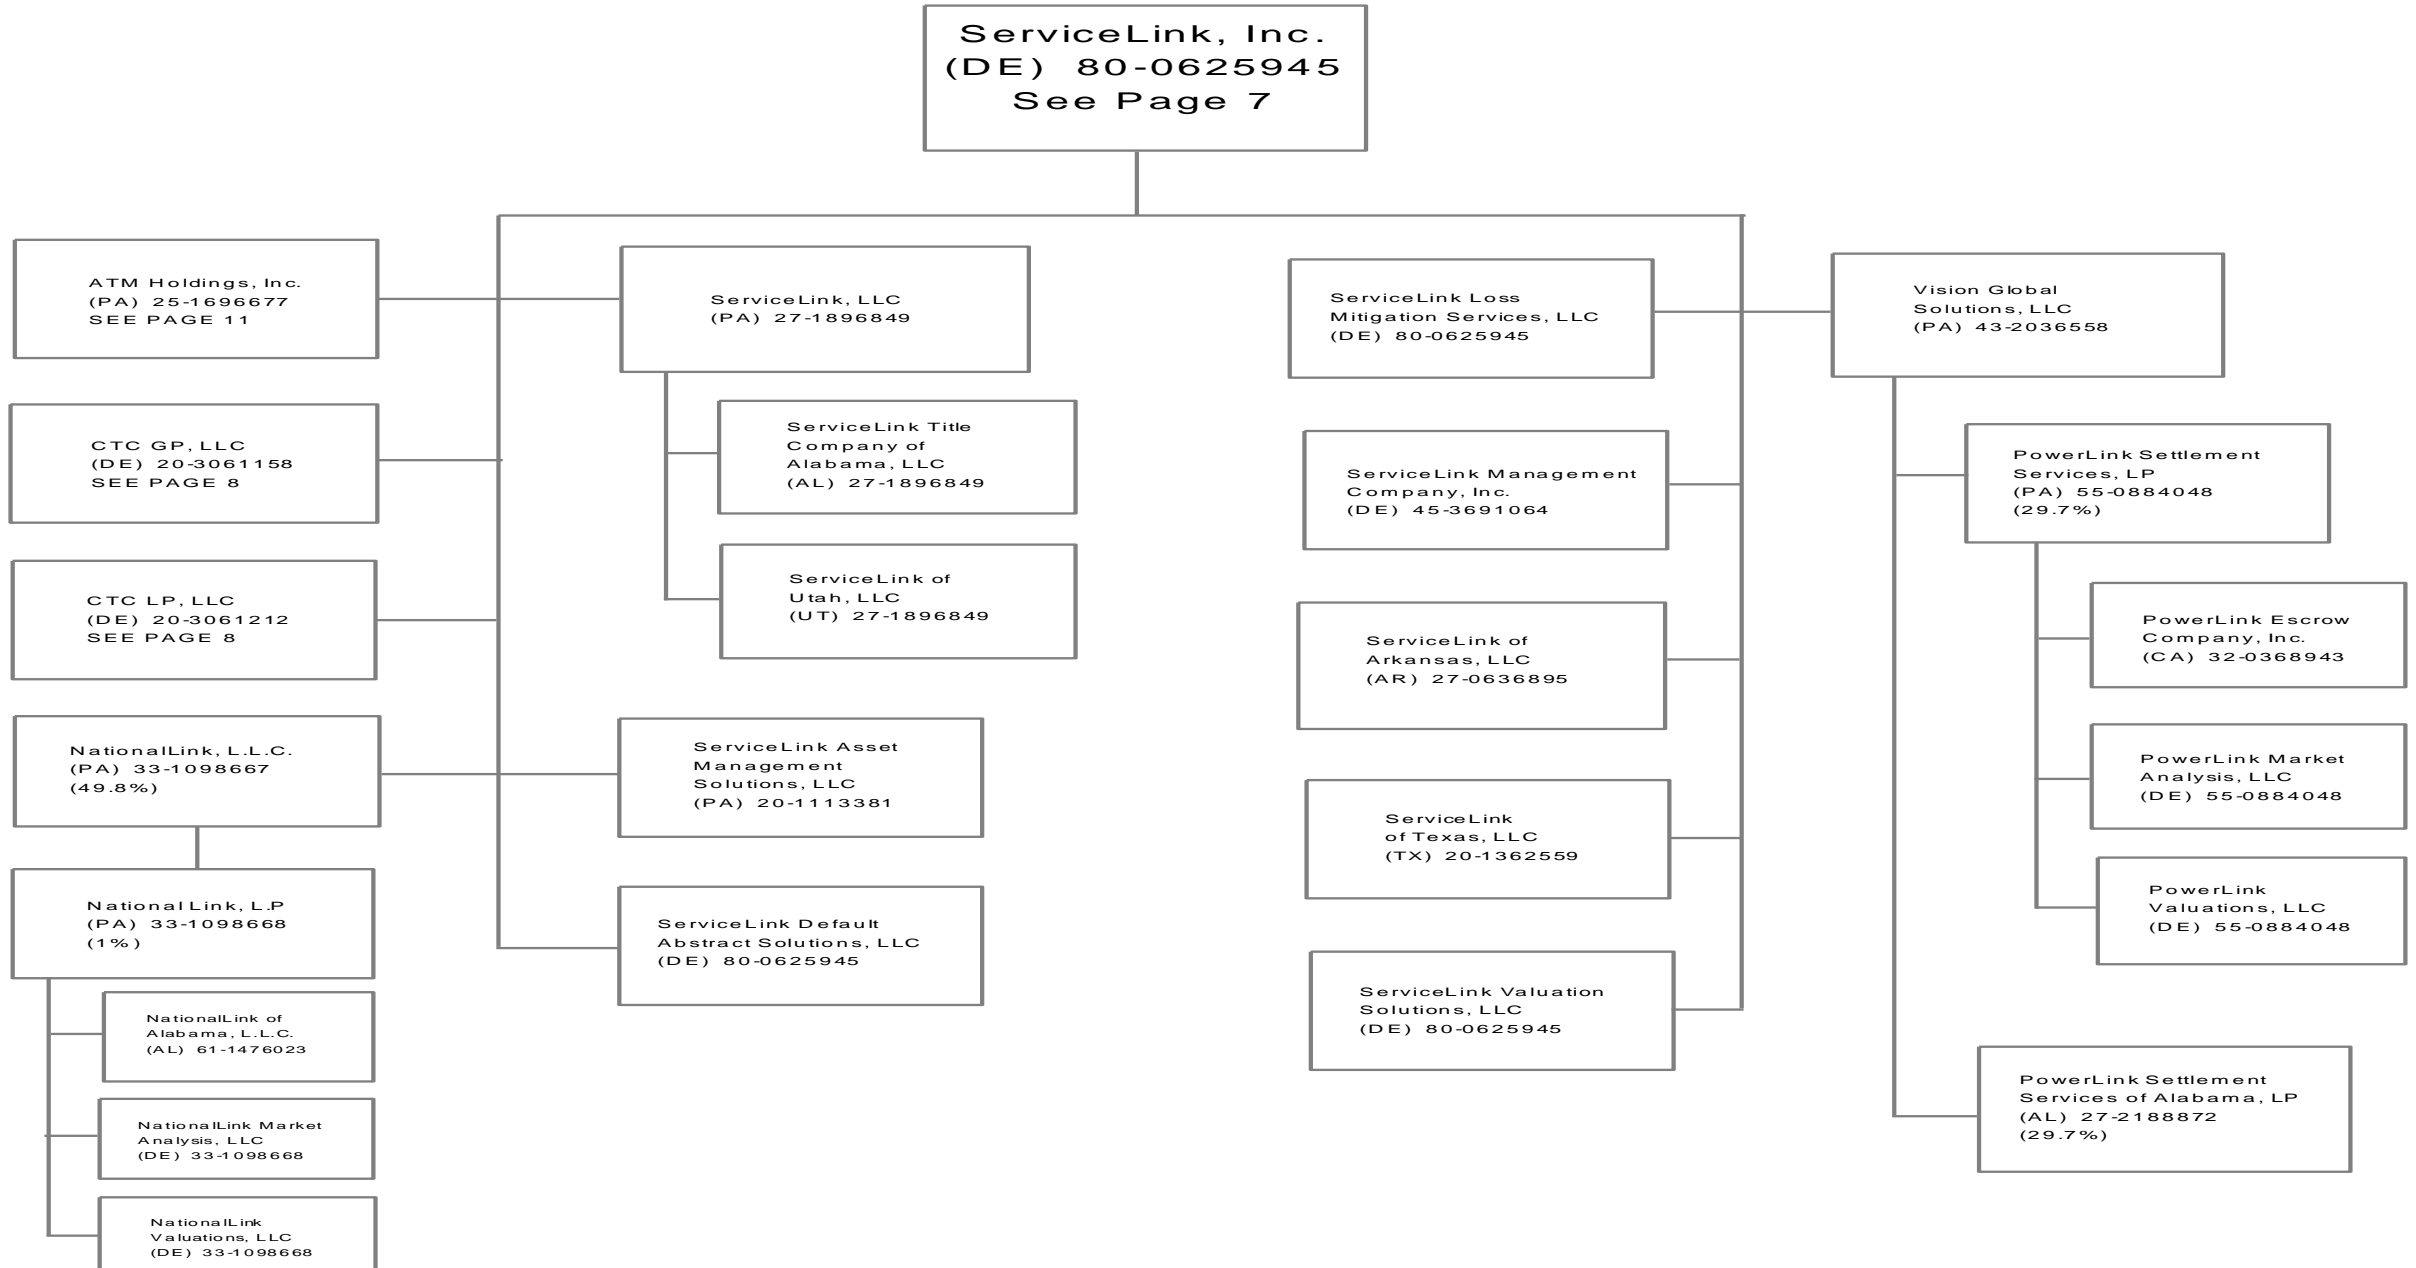 ServiceLink, Inc.
(DE) 80-0625945
See Page 7
ATM Holdings, Inc.
(PA) 25-1696677
SEE PAGE 11
CTC GP, LLC
(DE) 20-3061158
SEE PAGE 8
CTC LP, LLC
(DE) 20-3061212
SEE PAGE 8
NationalLink, L.L.C.
(PA) 33-1098667
(49.8%)
National Link, L.P
(PA) 33-1098668
(1%)
NationalLink of
Alabama, L.L.C.
(AL) 61-1476023
NationalLink Market
Analysis, LLC
(DE) 33-1098668
NationalLink
Valuations, LLC
(DE) 33-1098668
ServiceLink, LLC
(PA) 27-1896849
ServiceLink Title
Company of
Alabama, LLC
(AL) 27-1896849
ServiceLink of
Utah, LLC
(UT) 27-1896849
ServiceLink Asset
Management
Solutions, LLC
(PA) 20-1113381
ServiceLink Default
Abstract Solutions, LLC
(DE) 80-0625945
ServiceLink Loss
Mitigation Services, LLC
(DE) 80-0625945
ServiceLink Management
Company, Inc.
(DE) 45-3691064
ServiceLink of
Arkansas, LLC
(AR) 27-0636895
ServiceLink
of Texas, LLC
(TX) 20-1362559
ServiceLink Valuation
Solutions, LLC
(DE) 80-0625945
Vision Global
Solutions, LLC
(PA) 43-2036558
PowerLink Settlement
Services, LP
(PA) 55-0884048
(29.7%)
PowerLink Escrow
Company, Inc.
(CA) 32-0368943
PowerLink Market
Analysis, LLC
(DE) 55-0884048
PowerLink
Valuations, LLC
(DE) 55-0884048
PowerLink Settlement
Services of Alabama, LP
(AL) 27-2188872
(29.7%)